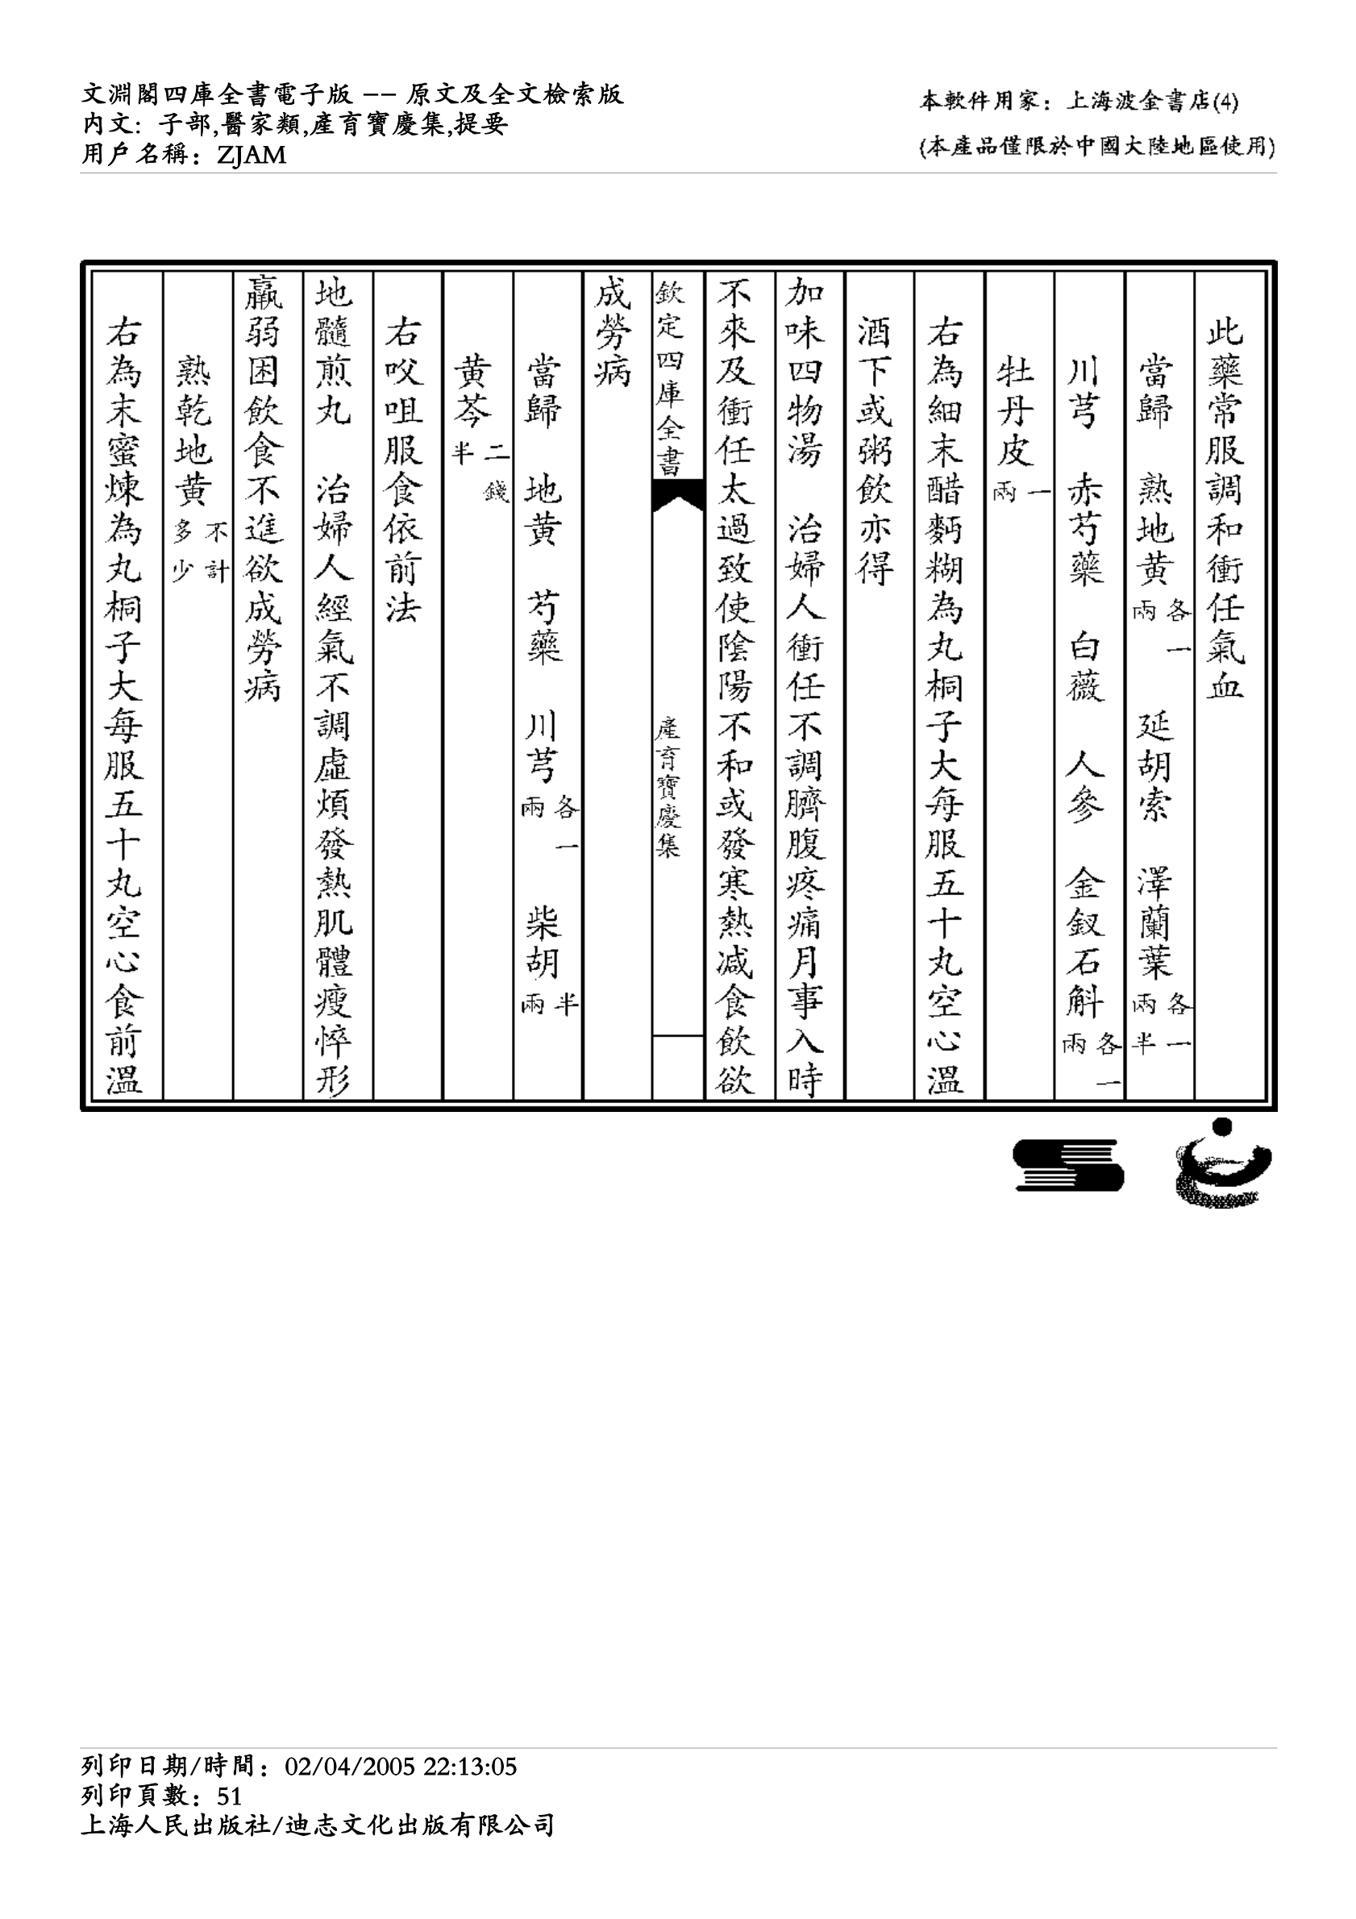 文淵閣四庫全書電子版 -- 原文及全文檢索版
内文: 子部,醫家類,產育寶慶集,提要
用戶名稱: ZJAM
本軟件用家: 上海波金書店(4)
(本產品僅限於中國大陸地區使用)
此藥常服調和衝任氣血
當歸 熟地黄各一兩 延胡索 澤蘭葉各一兩半
川芎 赤芍藥 白薇 人參 金釵石斛各一兩
牡丹皮一兩
右為細末醋麪糊為丸桐子大每服五十丸空心溫
酒下或粥飲亦得
加味四物湯 治婦人衝任不調臍腹疼痛月事入時
不來及衝任太過致使陰陽不和或發寒熱減食飲欲
欽定四庫全書 產育寶慶集
成勞病
當歸 地黄 芍藥 川芎各一兩 柴胡半兩
黄芩二錢半
右㕮咀服食依前法
地髓煎丸 治婦人經氣不調虛煩發熱肌體瘦悴形
羸弱困飲食不進欲成勞病
熟乾地黄不計多少
右為末蜜煉為丸桐子大每服五十丸空心食前溫
列印日期/時間: 02/04/2005 22:13:05
列印頁數: 51
上海人民出版社/迪志文化出版有限公司